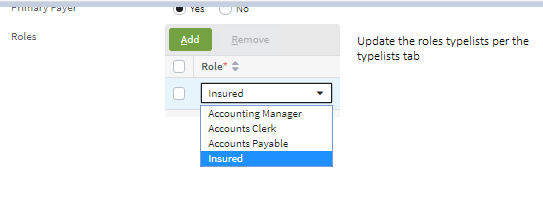 Primary Payer Yes No
Roles
Add Remove
Update the roles typelists per the
typelists tab
Role*
Insured
Accounting Manager
Accounts Clerk
Accounts Payable
Insured